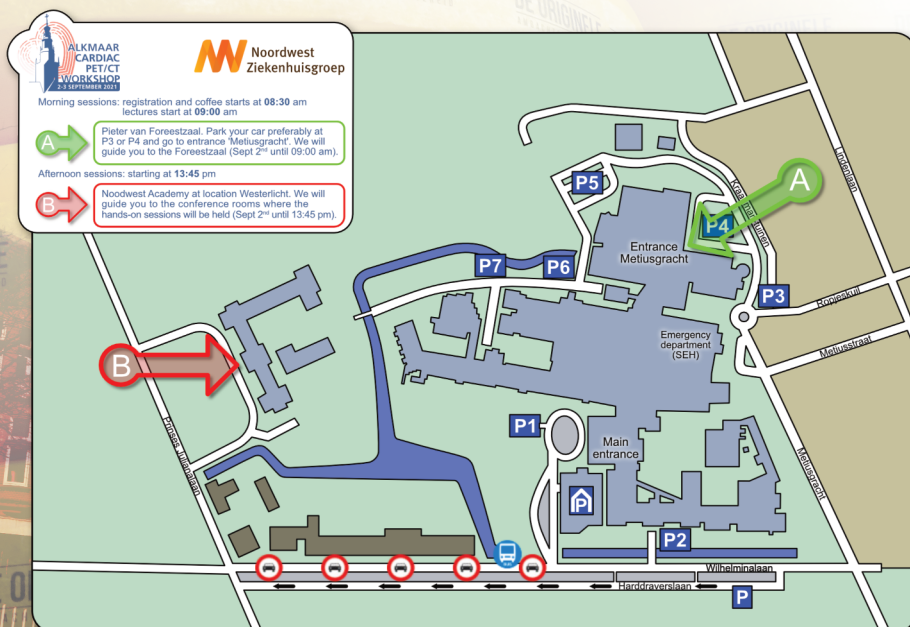 ALKMAAR
CARDIAC
PET/CT
WORKSHOP
2-3 SEPTEMBER 2021
Noordwest
Ziekenhuisgroep
Morning sessions: registration and coffee starts at 08:30 am
lectures start at 09:00 am
A
Pieter van Foreestzaal. Park your car preferably at
P3 or P4 and go to entrance 'Metiusgracht'. We will
guide you to the Foreestzaal (Sept 2nd until 09:00 am).
Afternoon sessions: starting at 13:45 pm
B
Noodwest Academy at location Westerlicht. We will
guide you to the conference rooms where the
hands-on sessions will be held (Sept 2nd until 13:45 pm).
DE ORIGINELE
Lindenlaan
A
P5
P4
Entrance
Metiusgracht
P7
P6
P3
Ropjeskuil
Emergency
department
(SEH)
Metiusstraat
B
P1
Main
entrance
Prinses Julianalaan
Metiusgracht
P
P2
Wilhelminalaan
Harddraverslaan
P